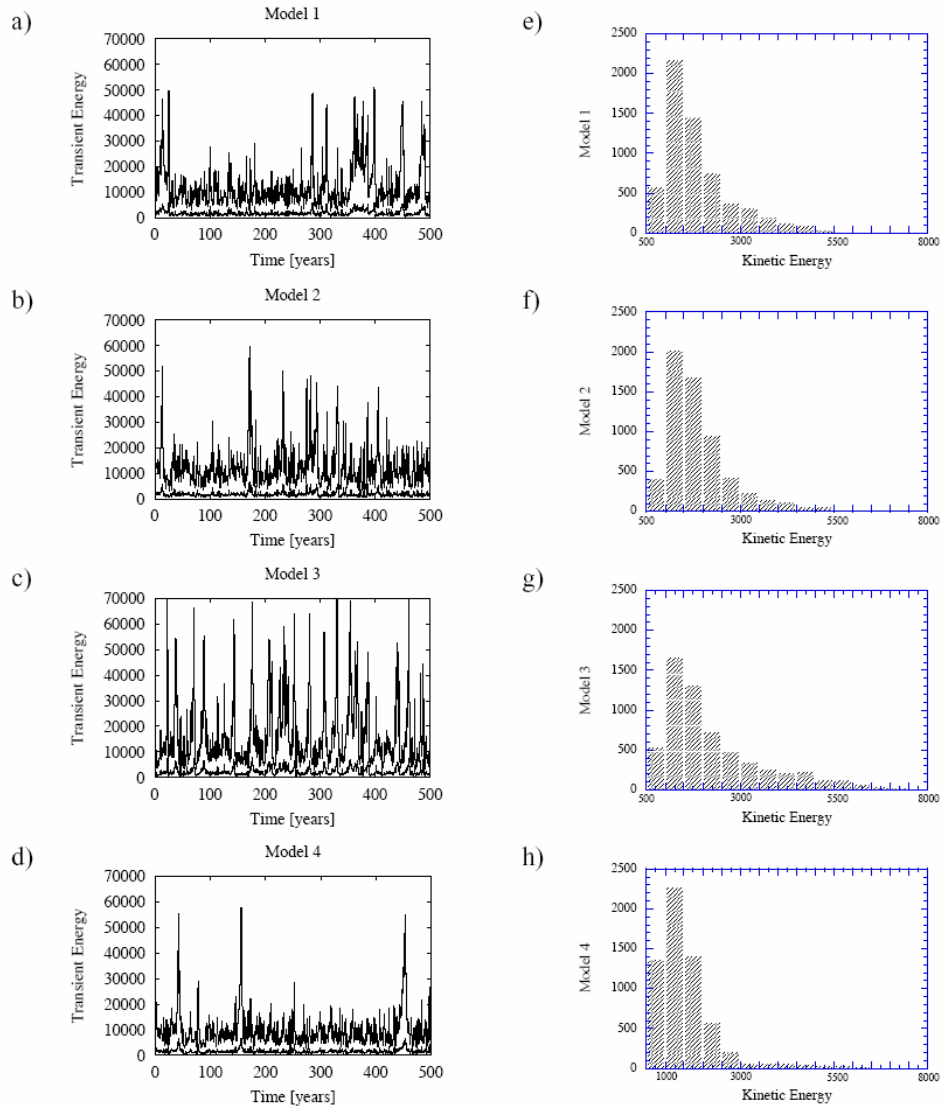 a)
Model 1
Transient Energy
70000
60000
50000
40000
30000
20000
10000
0
0 100 200 300 400 500
Time [years]
e)
Model 1
2500
2000
1500
1000
500
0
500 3000 5500 8000
Kinetic Energy
b)
Model 2
Transient Energy
70000
60000
50000
40000
30000
20000
10000
0
0 100 200 300 400 500
Time [years]
f)
Model 2
2500
2000
1500
1000
500
0
500 3000 5500 8000
Kinetic Energy
c)
Model 3
Transient Energy
70000
60000
50000
40000
30000
20000
10000
0
0 100 200 300 400 500
Time [years]
g)
Model 3
2500
2000
1500
1000
500
0
500 3000 5500 8000
Kinetic Energy
d)
Model 4
Transient Energy
70000
60000
50000
40000
30000
20000
10000
0
0 100 200 300 400 500
Time [years]
h)
Model 4
2500
2000
1500
1000
500
0
1000 3000 5500 8000
Kinetic Energy